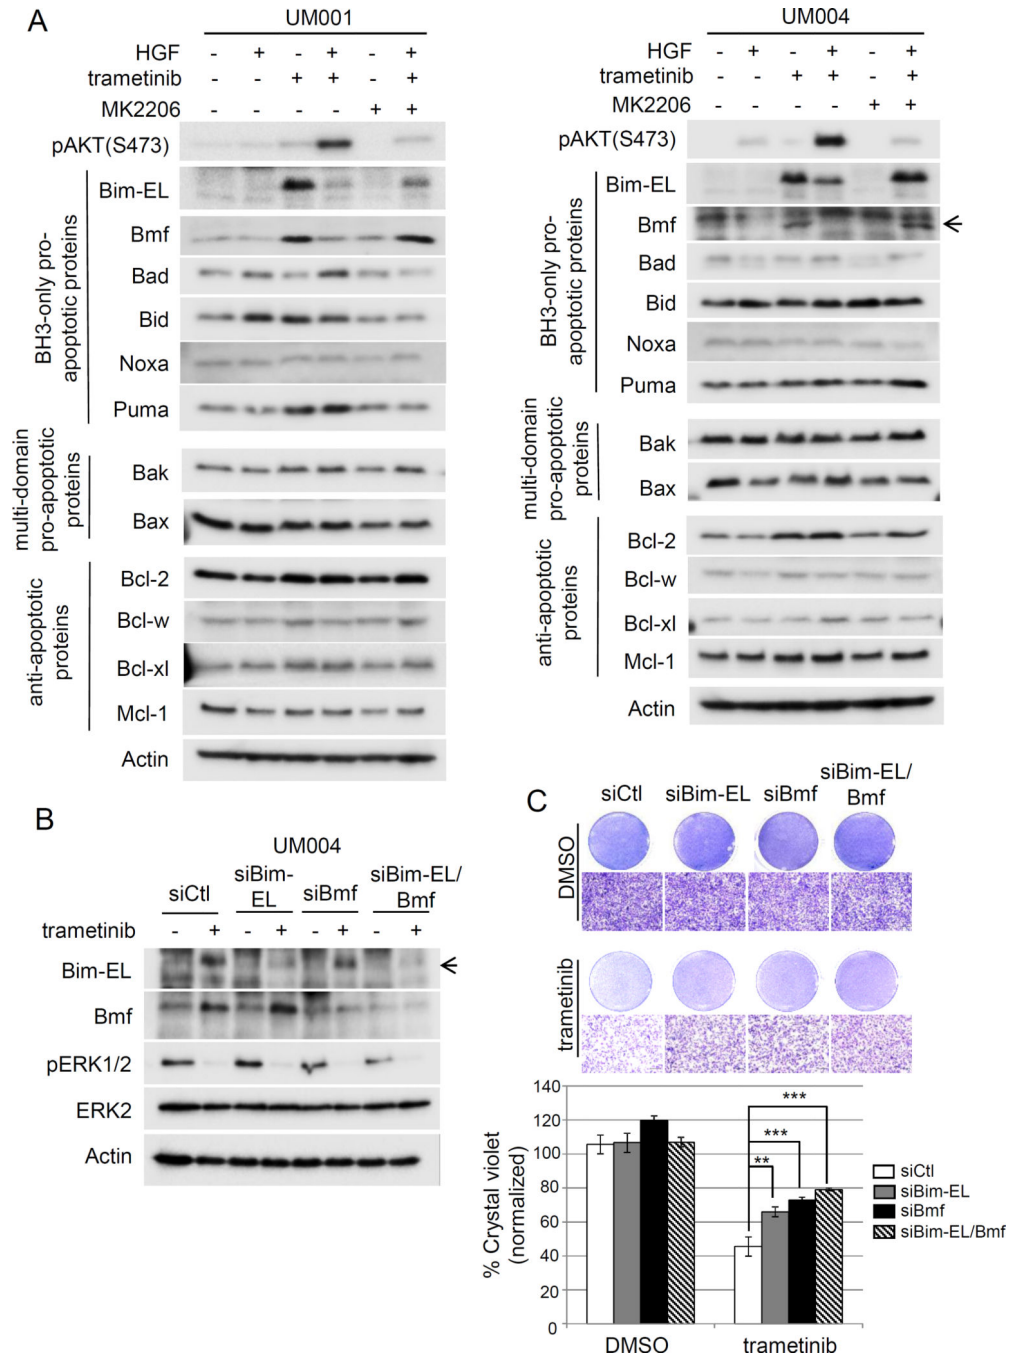 A
UM001
HGF - + - + - +
trametinib - - + + - +
MK2206 - - - - + +
pAKT(S473)
BH3-only pro-
apoptotic proteins
Bim-EL
Bmf
Bad
Bid
Noxa
Puma
multi-domain
pro-apoptotic
proteins
Bak
Bax
anti-apoptotic
proteins
Bcl-2
Bcl-w
Bcl-xl
Mcl-1
Actin
UM004
HGF - + - + - +
trametinib - - + + - +
MK2206 - - - - + +
pAKT(S473)
BH3-only pro-
apoptotic proteins
Bim-EL
Bmf
Bad
Bid
Noxa
Puma
multi-domain
pro-apoptotic
proteins
Bak
Bax
anti-apoptotic
proteins
Bcl-2
Bcl-w
Bcl-xl
Mcl-1
Actin
B
UM004
siCtl siBim-EL siBmf siBim-EL/Bmf
trametinib - + - + - + - +
Bim-EL
Bmf
pERK1/2
ERK2
Actin
C
siCtl siBim-EL siBmf siBim-EL/Bmf
DMSO
trametinib
% Crystal violet
(normalized)
140
120
100
80
60
40
20
0
**
***
***
DMSO trametinib
siCtl
siBim-EL
siBmf
siBim-EL/Bmf